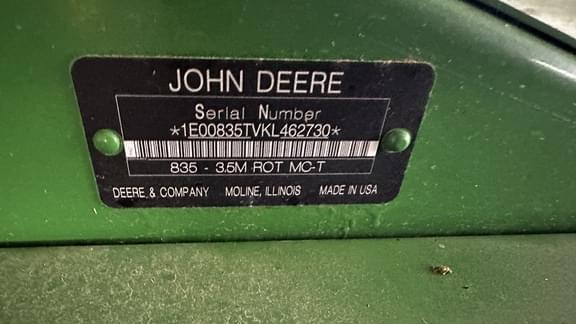 JOHN DEERE
Serial Number
*1E00835TVKL462730*
835 - 3.5M ROT MC-T
DEERE & COMPANY MOLINE, ILLINOIS MADE IN USA